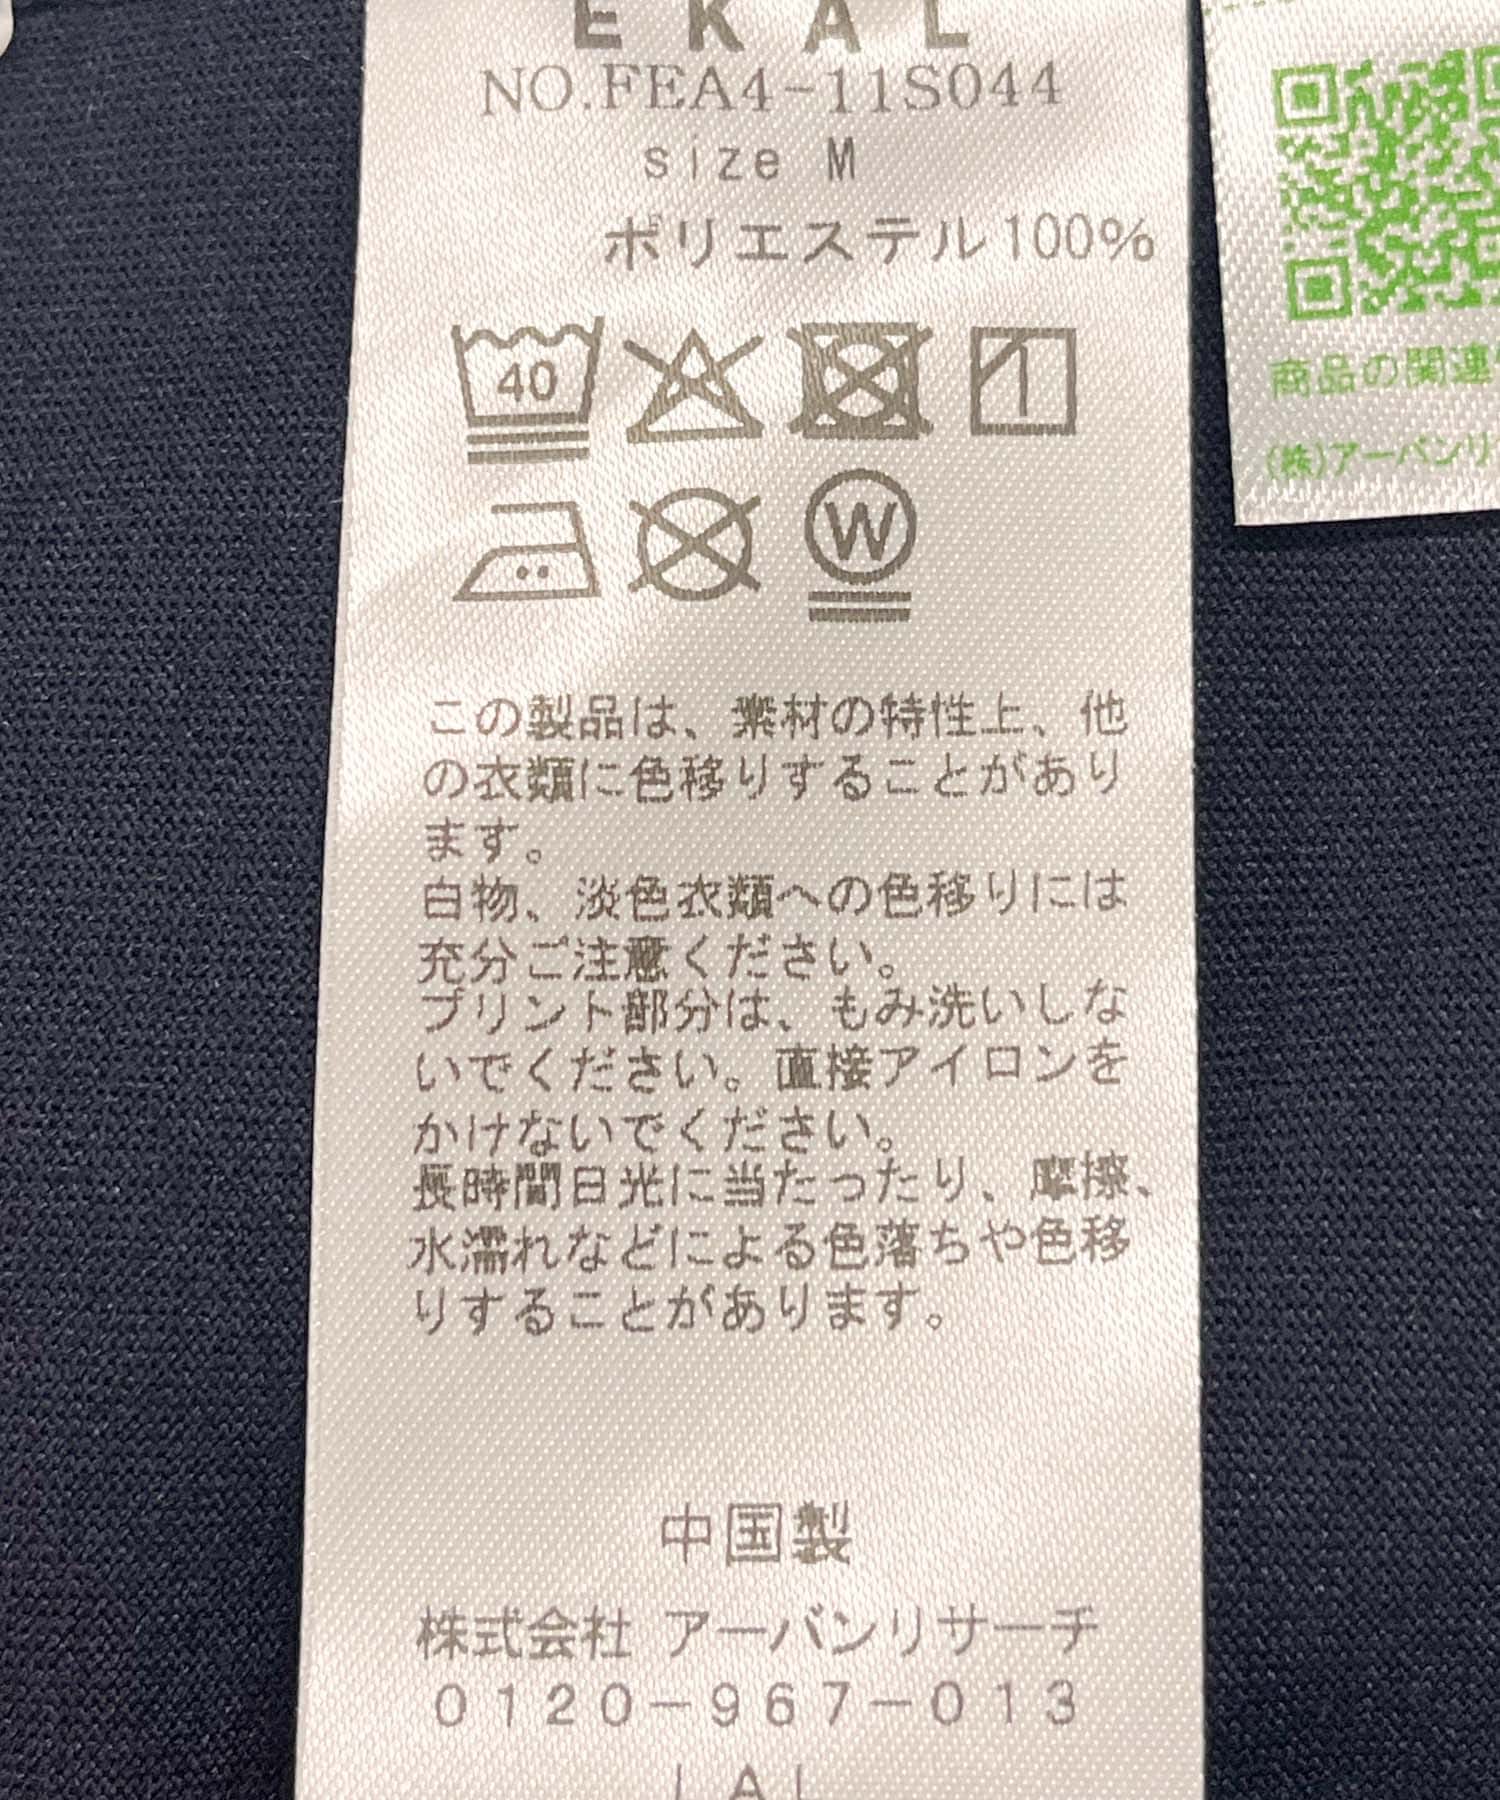 EKAL
NO.FEA4-11S044
size M
ポリエステル100%
40
W
この製品は、素材の特性上、他
の衣類に色移りすることがあり
ます。
白物、淡色衣類への色移りには
充分ご注意ください。
プリント部分は、もみ洗いしな
いでください。直接アイロンを
かけないでください。
長時間日光に当たったり、摩擦、
水濡れなどによる色落ちや色移
りすることがあります。
中国製
株式会社 アーバンリサーチ
0120-967-013
商品の関連
(株)アーバンリ